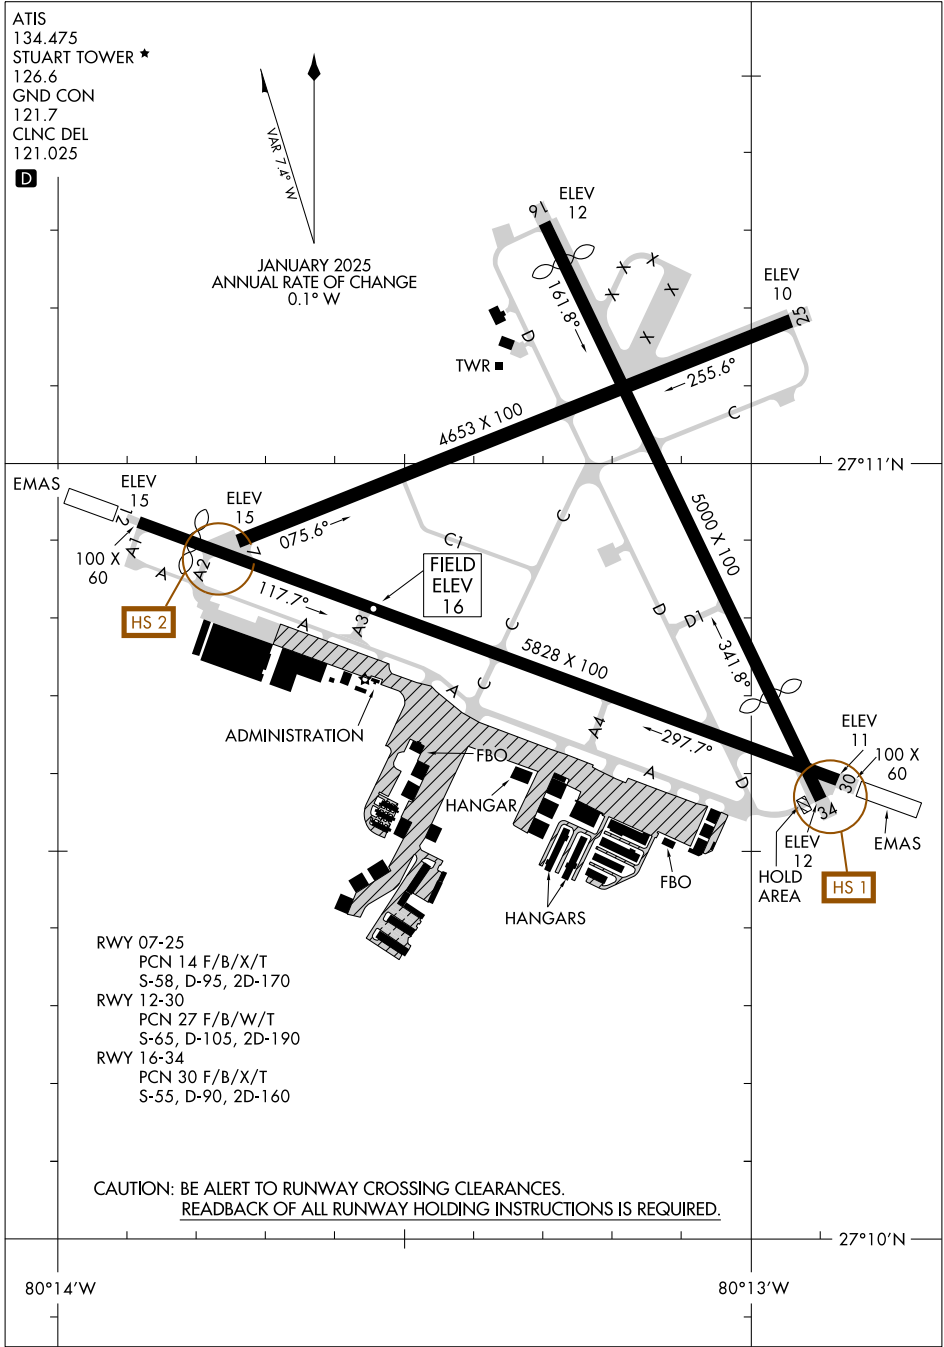 ATIS
134.475
STUART TOWER ★
126.6
GND CON
121.7
CLNC DEL
121.025
D
VAR 7.4° W
JANUARY 2025
ANNUAL RATE OF CHANGE
0.1° W
16
ELEV
12
161.8°
X
X
X
X
X
ELEV
10
25
D
TWR
255.6°
C
4653 X 100
27°11'N
EMAS
ELEV
15
12
ELEV
15
7
075.6°
5000 X 100
A1
100 X
60
A
A2
C1
C
FIELD
ELEV
16
117.7°
HS 2
A
A3
D
D1
C
5828 X 100
341.8°
A
C
ADMINISTRATION
A4
297.7°
ELEV
11
100 X
60
FBO
A
D
30
HANGAR
34
ELEV
12
EMAS
HOLD
AREA
HS 1
FBO
HANGARS
RWY 07-25
PCN 14 F/B/X/T
S-58, D-95, 2D-170
RWY 12-30
PCN 27 F/B/W/T
S-65, D-105, 2D-190
RWY 16-34
PCN 30 F/B/X/T
S-55, D-90, 2D-160
CAUTION: BE ALERT TO RUNWAY CROSSING CLEARANCES.
READBACK OF ALL RUNWAY HOLDING INSTRUCTIONS IS REQUIRED.
27°10'N
80°14'W
80°13'W